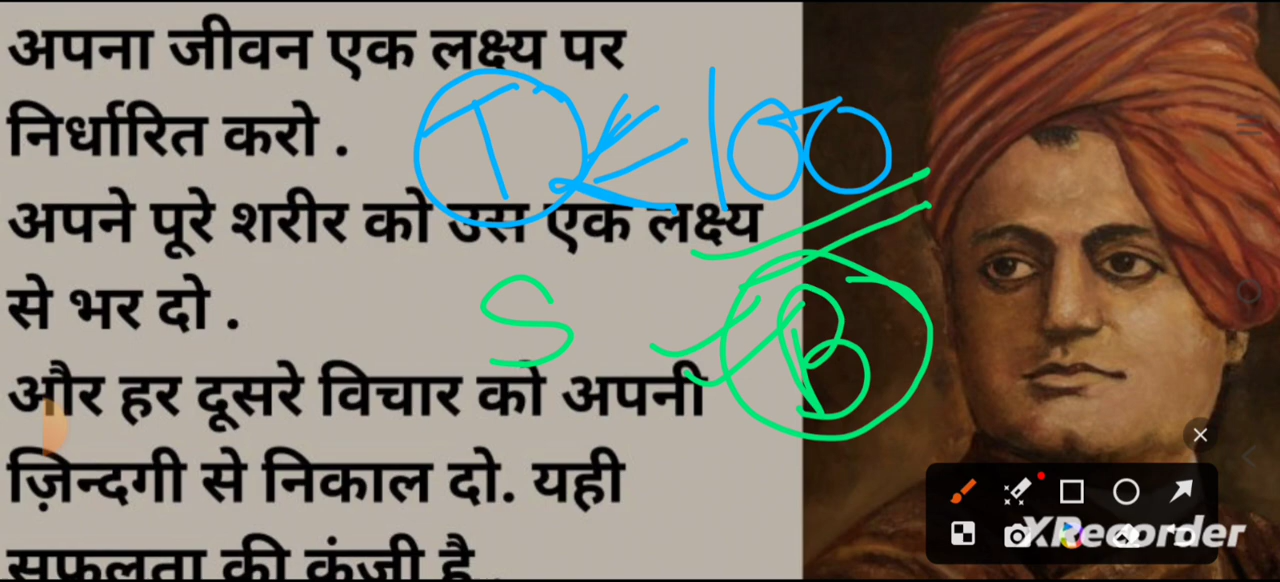 अपना जीवन एक लक्ष्य पर
निर्धारित करो .
T 100
अपने पूरे शरीर को उस एक लक्ष्य
से भर दो .
S B
और हर दूसरे विचार को अपनी
ज़िन्दगी से निकाल दो. यही
सफलता की कुंजी है
XRecorder